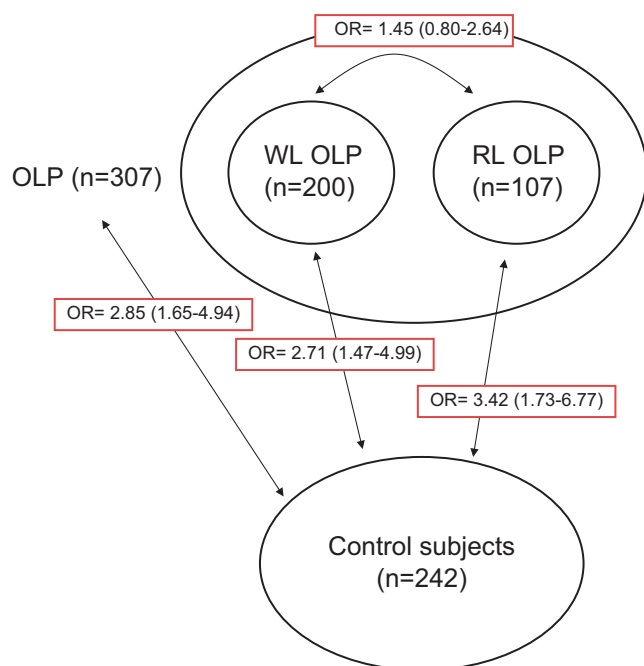 OR= 1.45 (0.80-2.64)
WL OLP
(n=200)
RL OLP
(n=107)
OLP (n=307)
OR= 2.85 (1.65-4.94)
OR= 2.71 (1.47-4.99)
OR= 3.42 (1.73-6.77)
Control subjects
(n=242)